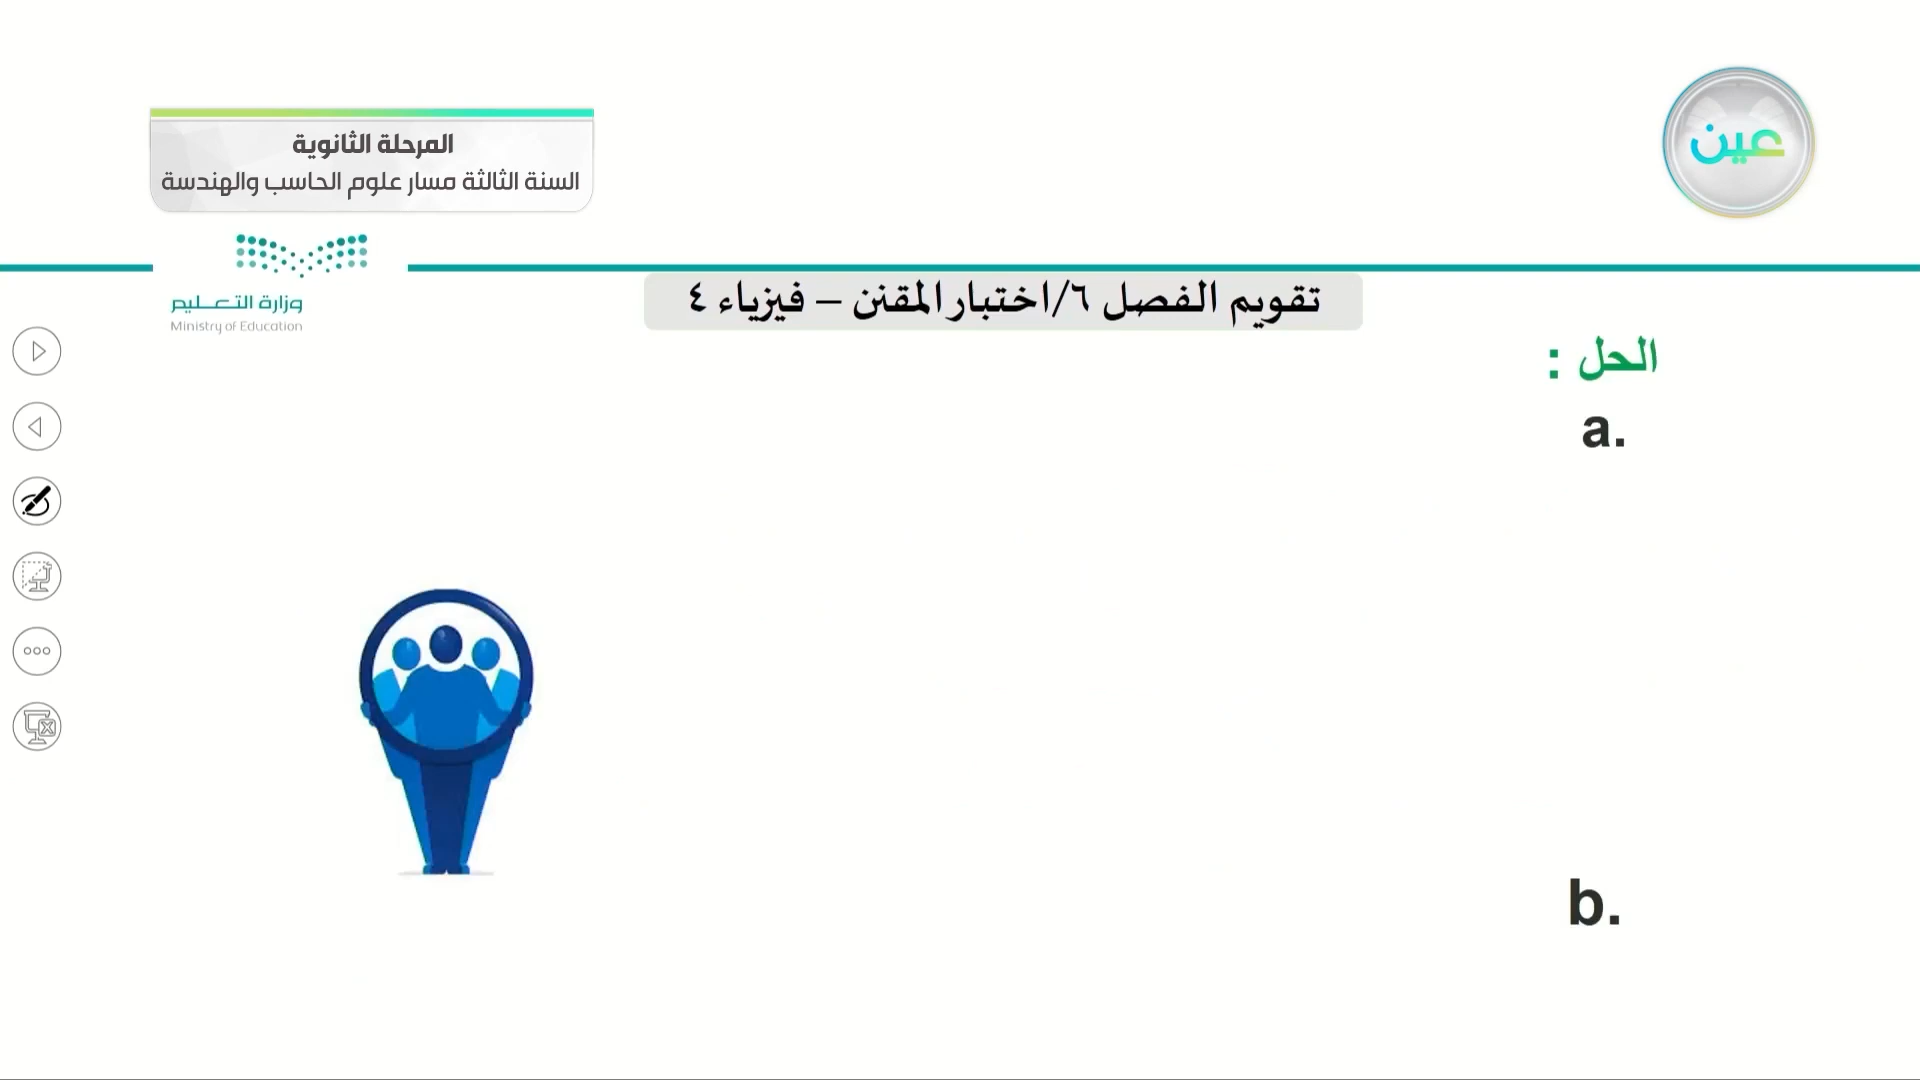 المرحلة الثانوية
السنة الثالثة مسار علوم الحاسب والهندسة
عين
وزارة التعليم
Ministry of Education
تقويم الفصل ٦/اختبار المقنن – فيزياء ٤
الحل :
a.
b.